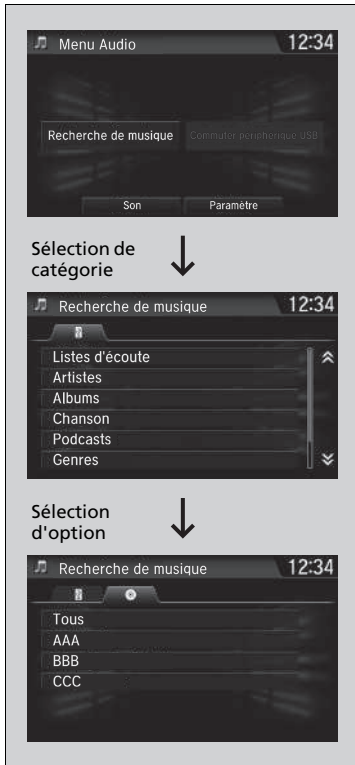 Menu Audio 12:34
Recherche de musique Commuter périphérique USB
Son Paramètre
Sélection de
catégorie
Recherche de musique 12:34
Listes d'écoute
Artistes
Albums
Chanson
Podcasts
Genres
Sélection
d'option
Recherche de musique 12:34
Tous
AAA
BBB
CCC